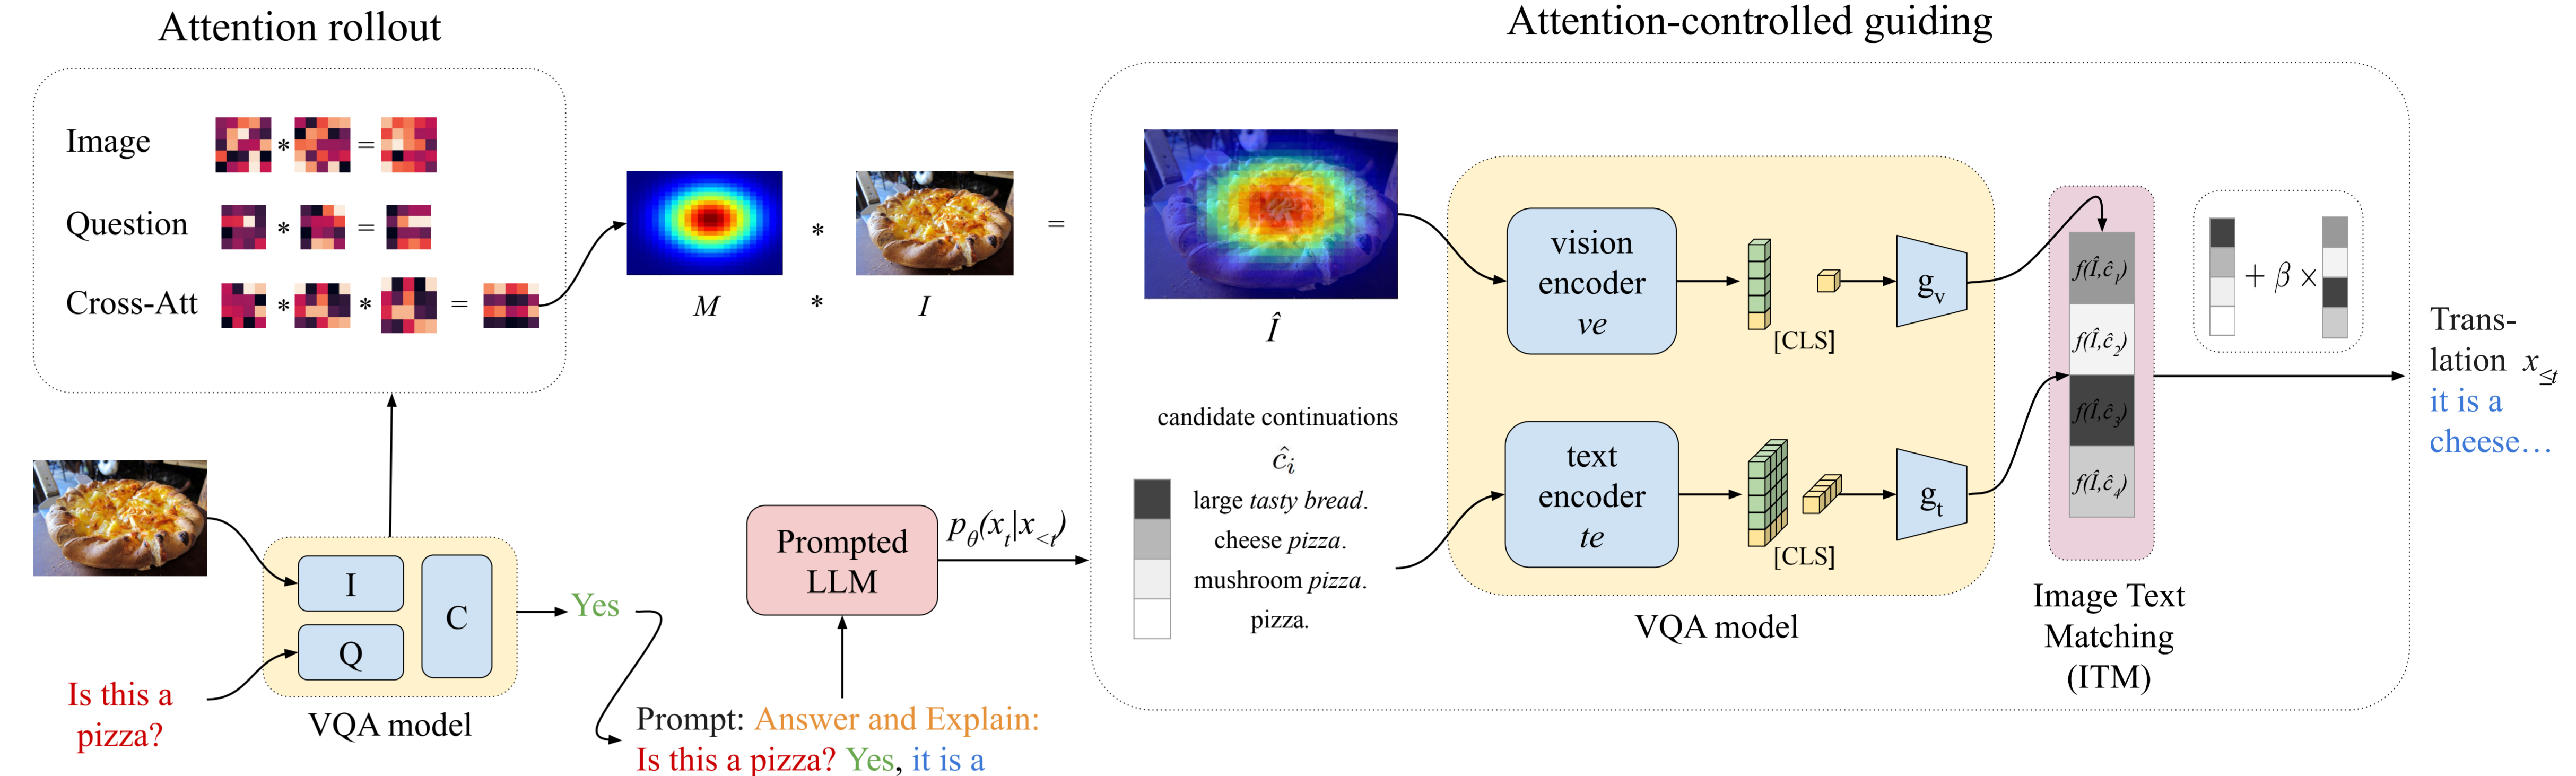 Attention rollout
Image * =
Question * =
Cross-Att * * =
M * I
* =
Is this a
pizza?
I
Q
C
VQA model
Yes
Prompted
LLM
pθ(xt|x<t)
Prompt: Answer and Explain:
Is this a pizza? Yes, it is a
Attention-controlled guiding
Î
candidate continuations
ĉi
large tasty bread.
cheese pizza.
mushroom pizza.
pizza.
vision
encoder
ve
[CLS]
gv
text
encoder
te
[CLS]
gt
VQA model
f(Î,ĉ1)
f(Î,ĉ2)
f(Î,ĉ3)
f(Î,ĉ4)
Image Text
Matching
(ITM)
+ β ×
Trans-
lation x≤t
it is a
cheese…